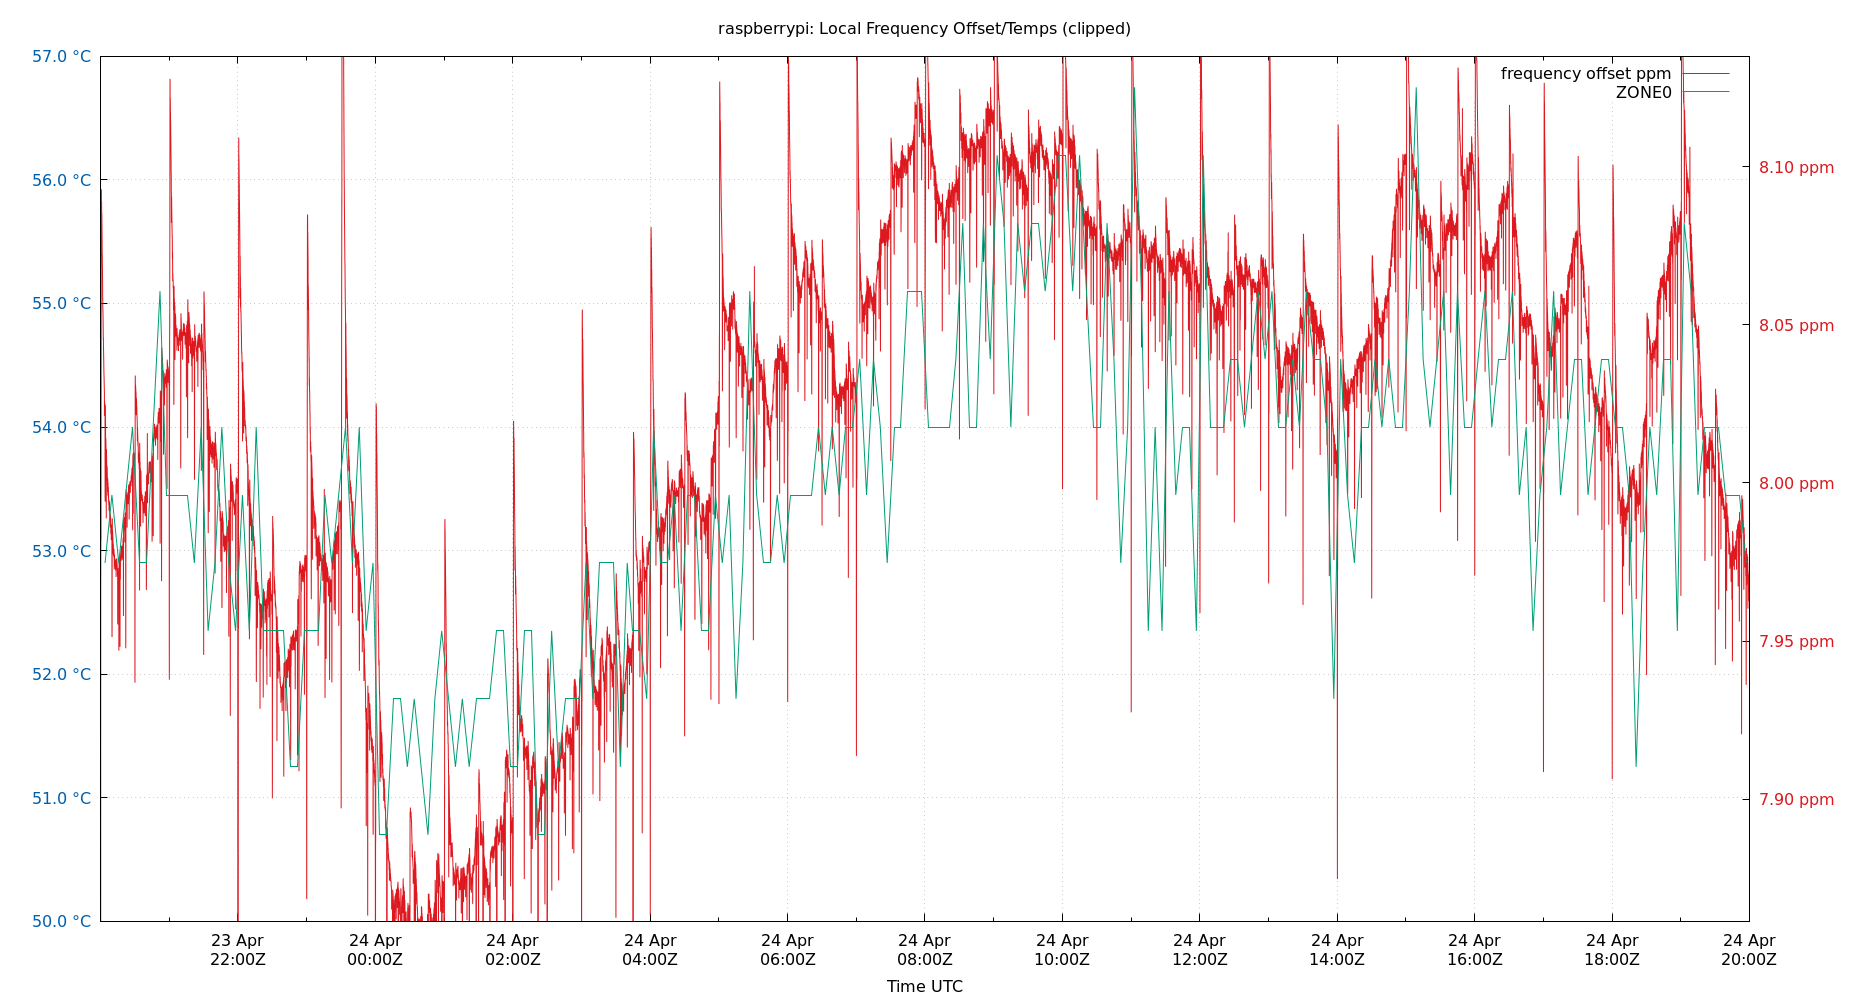 raspberrypi: Local Frequency Offset/Temps (clipped)
57.0 °C
56.0 °C
55.0 °C
54.0 °C
53.0 °C
52.0 °C
51.0 °C
50.0 °C
frequency offset ppm
ZONE0
8.10 ppm
8.05 ppm
8.00 ppm
7.95 ppm
7.90 ppm
23 Apr
22:00Z
24 Apr
00:00Z
24 Apr
02:00Z
24 Apr
04:00Z
24 Apr
06:00Z
24 Apr
08:00Z
24 Apr
10:00Z
24 Apr
12:00Z
24 Apr
14:00Z
24 Apr
16:00Z
24 Apr
18:00Z
24 Apr
20:00Z
Time UTC